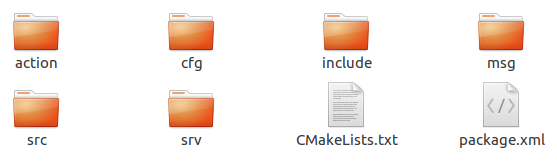 action
cfg
include
msg
src
srv
CMakeLists.txt
package.xml